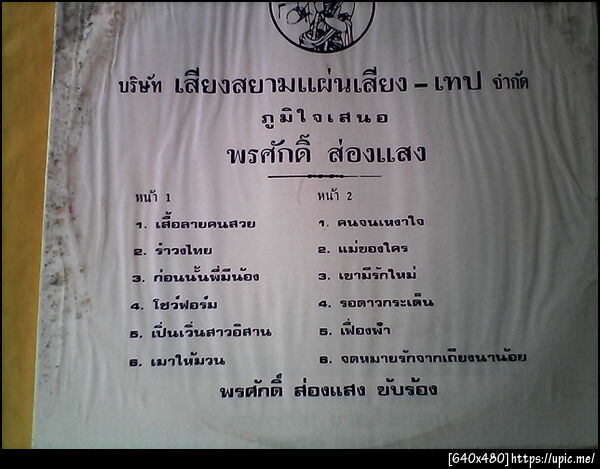 บริษัท เสียงสยามแผ่นเสียง - เทป จำกัด
ภูมิใจเสนอ
พรศักดิ์ ส่องแสง
หน้า 1
1. เสื้อลายคนสวย
2. รำวงไทย
3. ก่อนนั้นพี่มีน้อง
4. โชว์ฟอร์ม
5. เปิ่นเวิ่นสาวอิสาน
6. เมาให้มวน
หน้า 2
1. คนจนเหงาใจ
2. แม่ของใคร
3. เขามีรักใหม่
4. รอดาวกระเด็น
5. เฟื่องฟ้า
6. จดหมายรักจากเถียงนาน้อย
พรศักดิ์ ส่องแสง ขับร้อง
[640x480]https://upic.me/